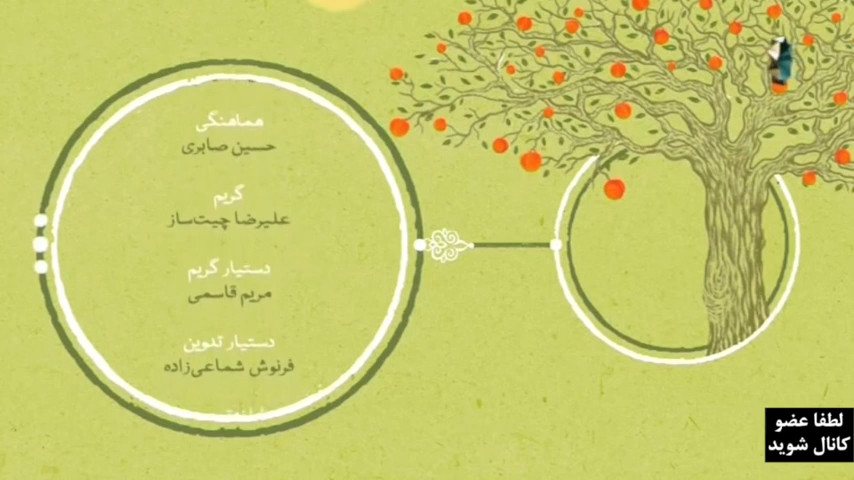 هماهنگی
حسین صابری
گریم
علیرضا چیت‌ساز
دستیار گریم
مریم قاسمی
دستیار تدوین
فرنوش شماعی‌زاده
لطفا عضو
کانال شوید